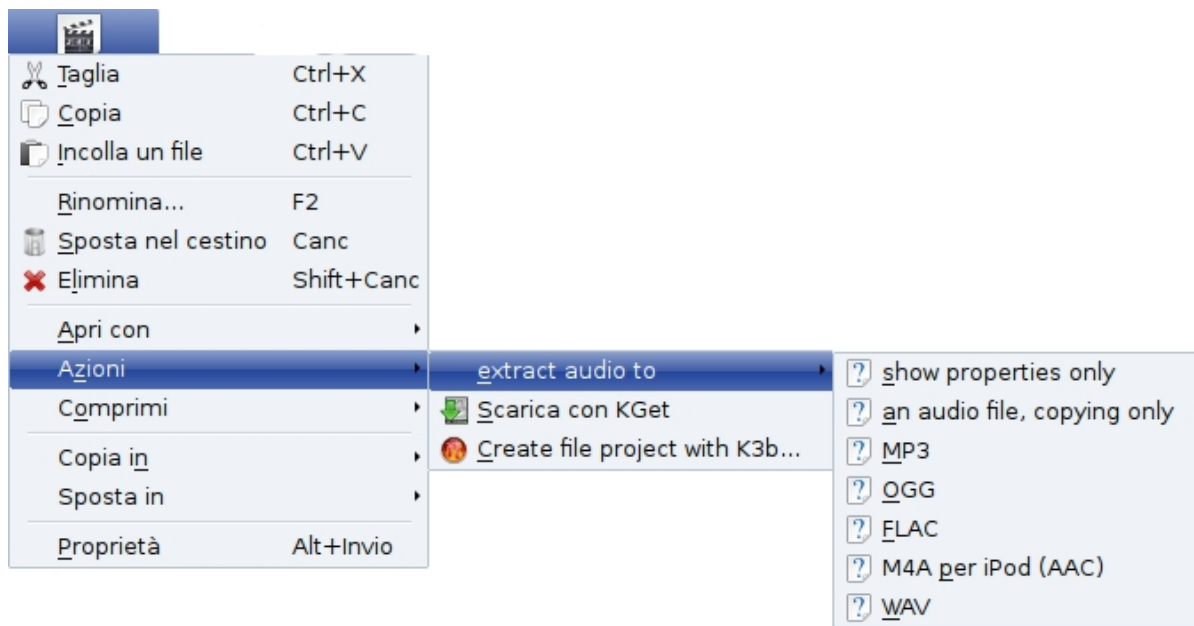 Taglia Ctrl+X
Copia Ctrl+C
Incolla un file Ctrl+V
Rinomina... F2
Sposta nel cestino Canc
Elimina Shift+Canc
Apri con
Azioni
Comprimi
Copia in
Sposta in
Proprietà Alt+Invio
extract audio to
Scarica con KGet
Create file project with K3b...
show properties only
an audio file, copying only
MP3
OGG
FLAC
M4A per iPod (AAC)
WAV